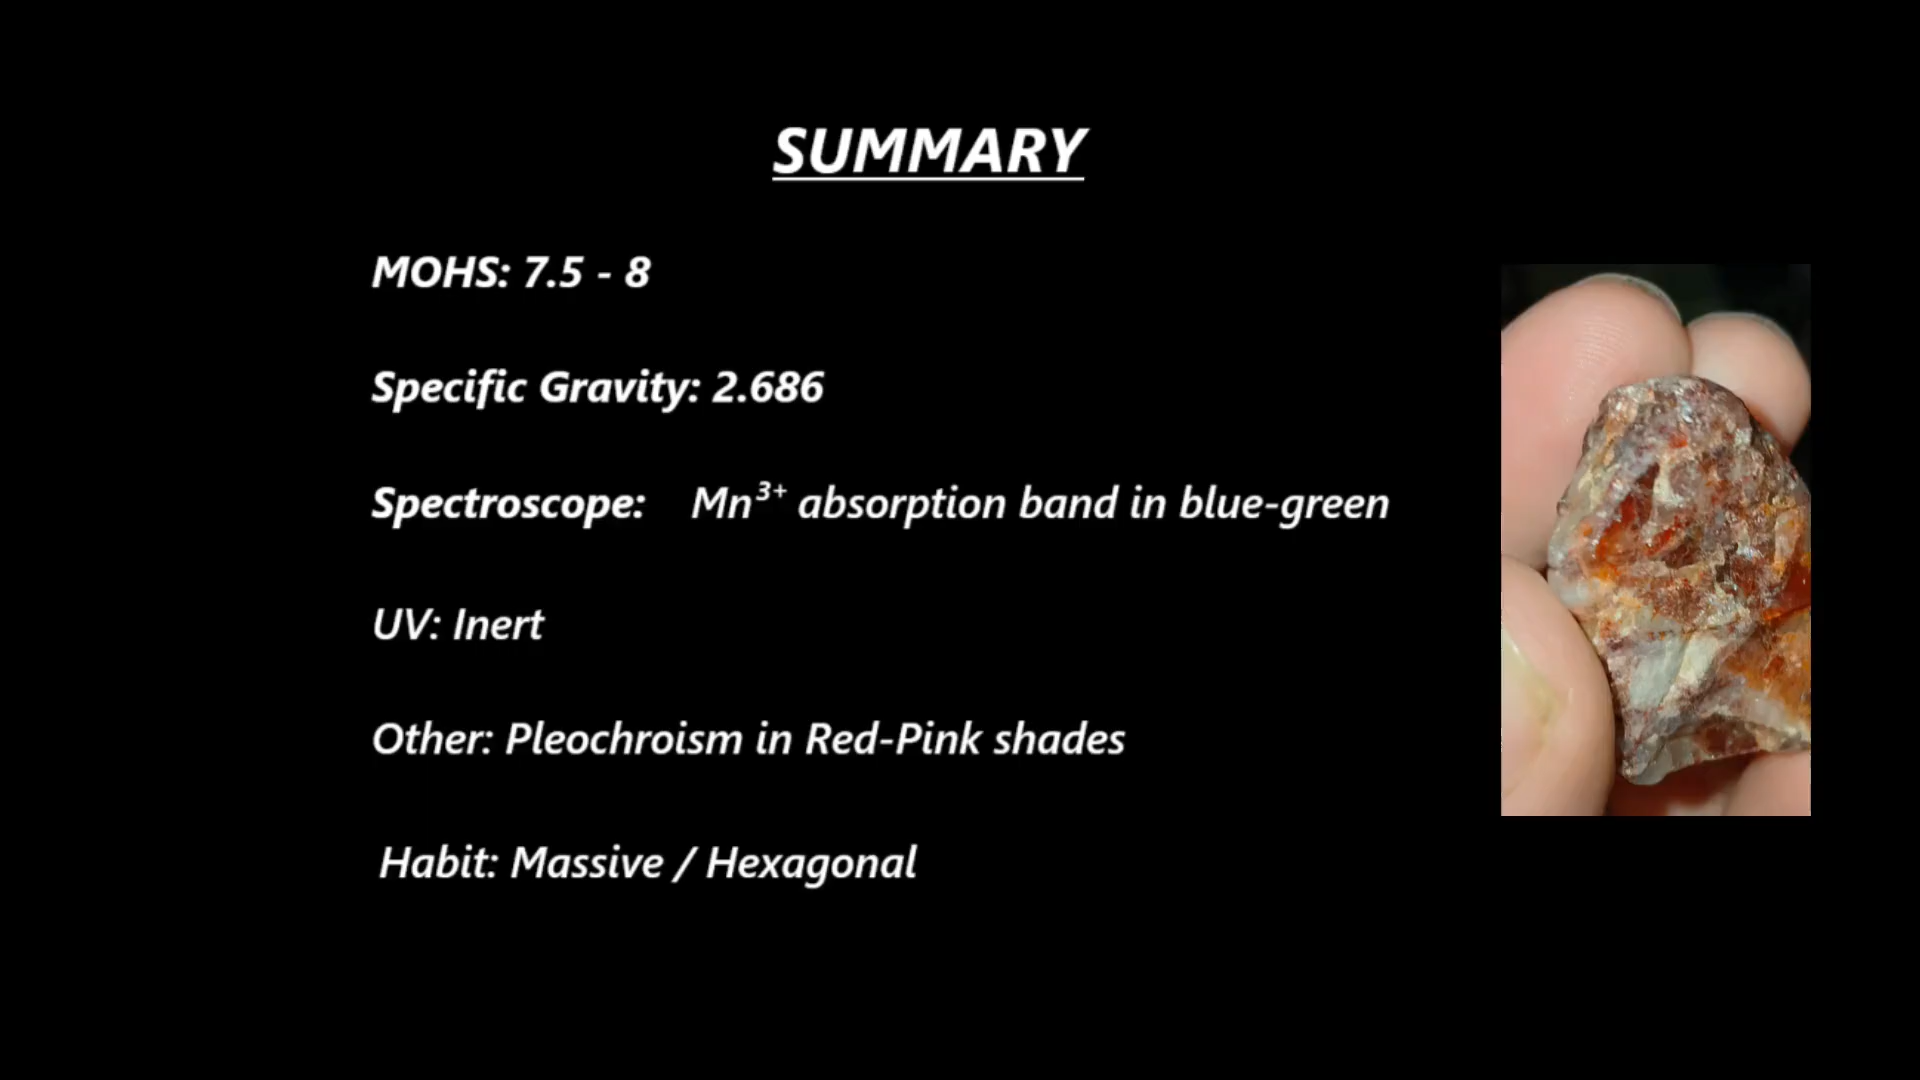 SUMMARY
MOHS: 7.5 - 8
Specific Gravity: 2.686
Spectroscope: Mn³⁺ absorption band in blue-green
UV: Inert
Other: Pleochroism in Red-Pink shades
Habit: Massive / Hexagonal